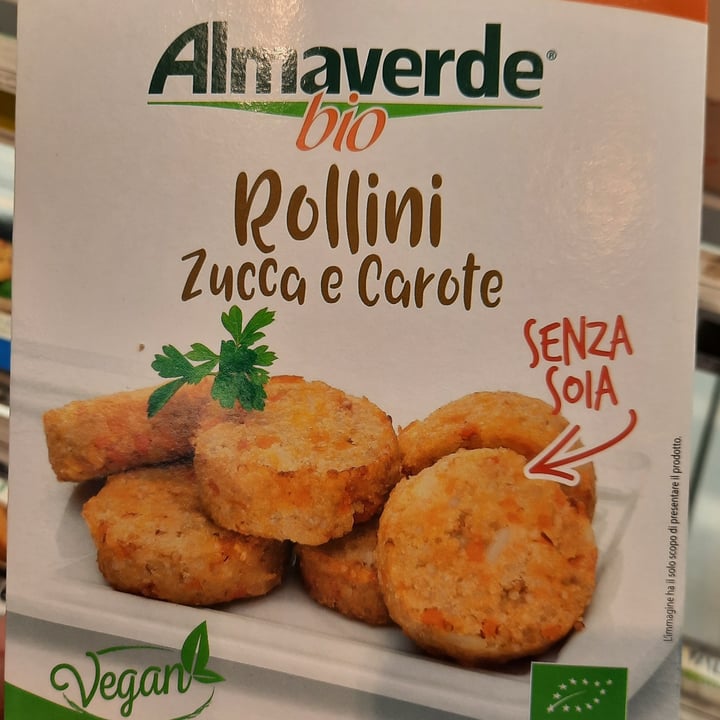 Almaverde®
bio
Rollini
Zucca e Carote
SENZA
SOIA
L'immagine ha il solo scopo di presentare il prodotto.
Vegan